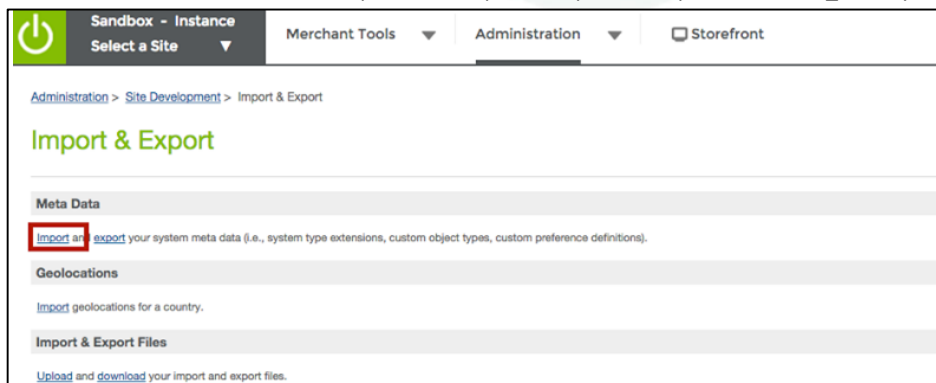 Sandbox - Instance
Select a Site ▼
Merchant Tools ▼
Administration ▼
Storefront
Administration > Site Development > Import & Export
Import & Export
Meta Data
Import and export your system meta data (i.e., system type extensions, custom object types, custom preference definitions).
Geolocations
Import geolocations for a country.
Import & Export Files
Upload and download your import and export files.